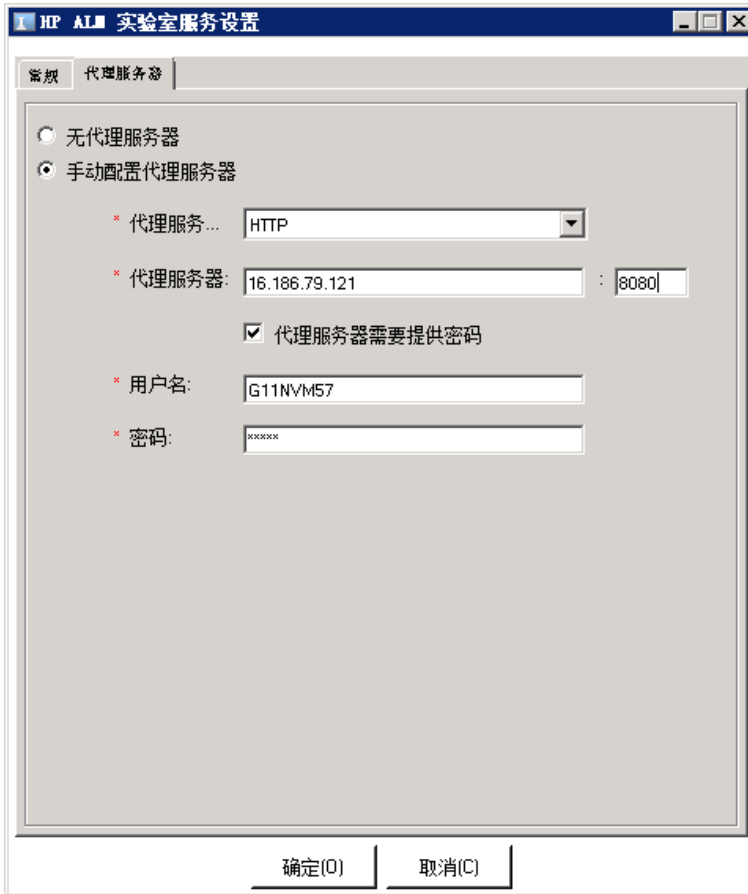 HP ALM 实验室服务设置
常规 代理服务器
无代理服务器
手动配置代理服务器
* 代理服务... HTTP
* 代理服务器: 16.186.79.121 : 8080
代理服务器需要提供密码
* 用户名: G11NVM57
* 密码: *****
确定(O) 取消(C)